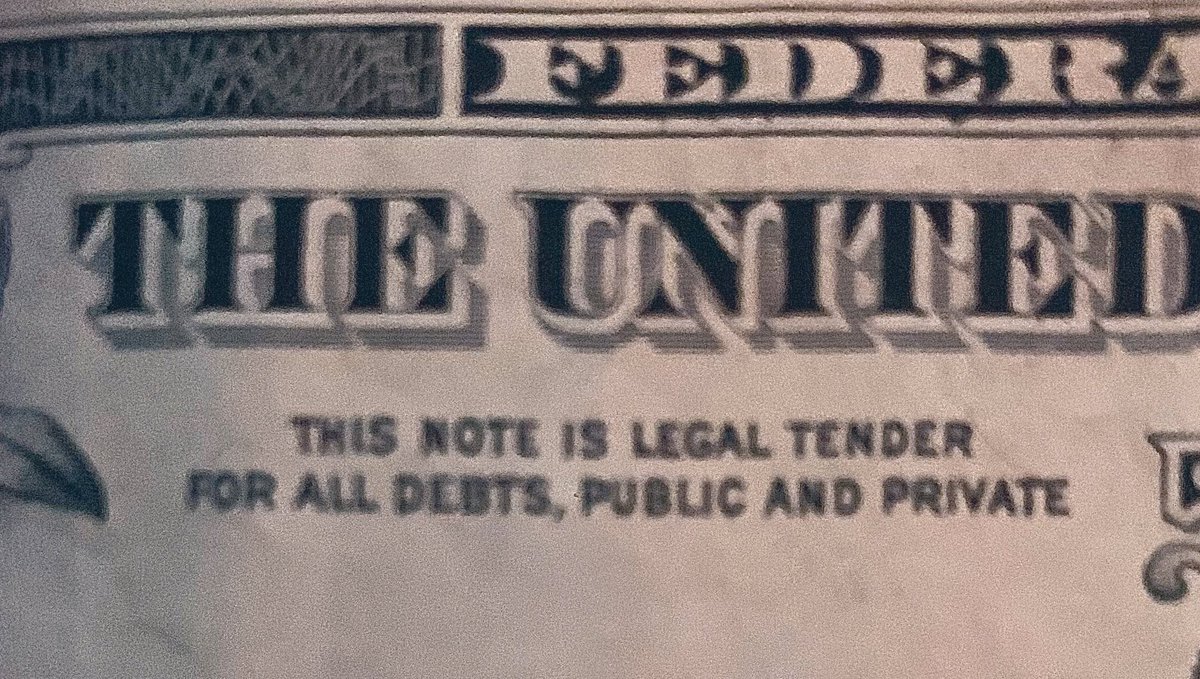 FEDERA
THE UNITED
THIS NOTE IS LEGAL TENDER
FOR ALL DEBTS, PUBLIC AND PRIVATE